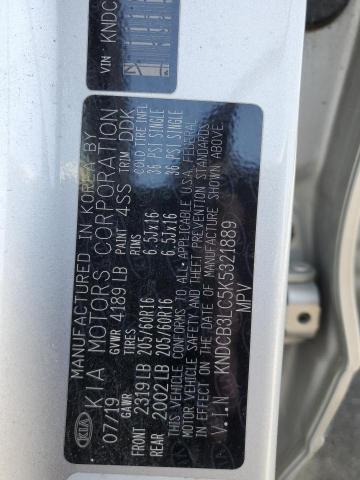 VIN KNDC
N
KIA
MANUFACTURED IN KOREA BY
KIA MOTORS CORPORATION
07/19 GVWR 4189 LB PAINT 4SS TRIM DDK
GAWR TIRES RIMS COLD TIRE INFL
FRONT 2319 LB 205/60R16 6.5Jx16 36 PSI SINGLE
REAR 2002 LB 205/60R16 6.5Jx16 36 PSI SINGLE
THIS VEHICLE CONFORMS TO ALL APPLICABLE U.S.A. FEDERAL
MOTOR VEHICLE SAFETY AND THEFT PREVENTION STANDARDS
IN EFFECT ON THE DATE OF MANUFACTURE SHOWN ABOVE
V.I.N KNDCB3LC5K5321889
MPV